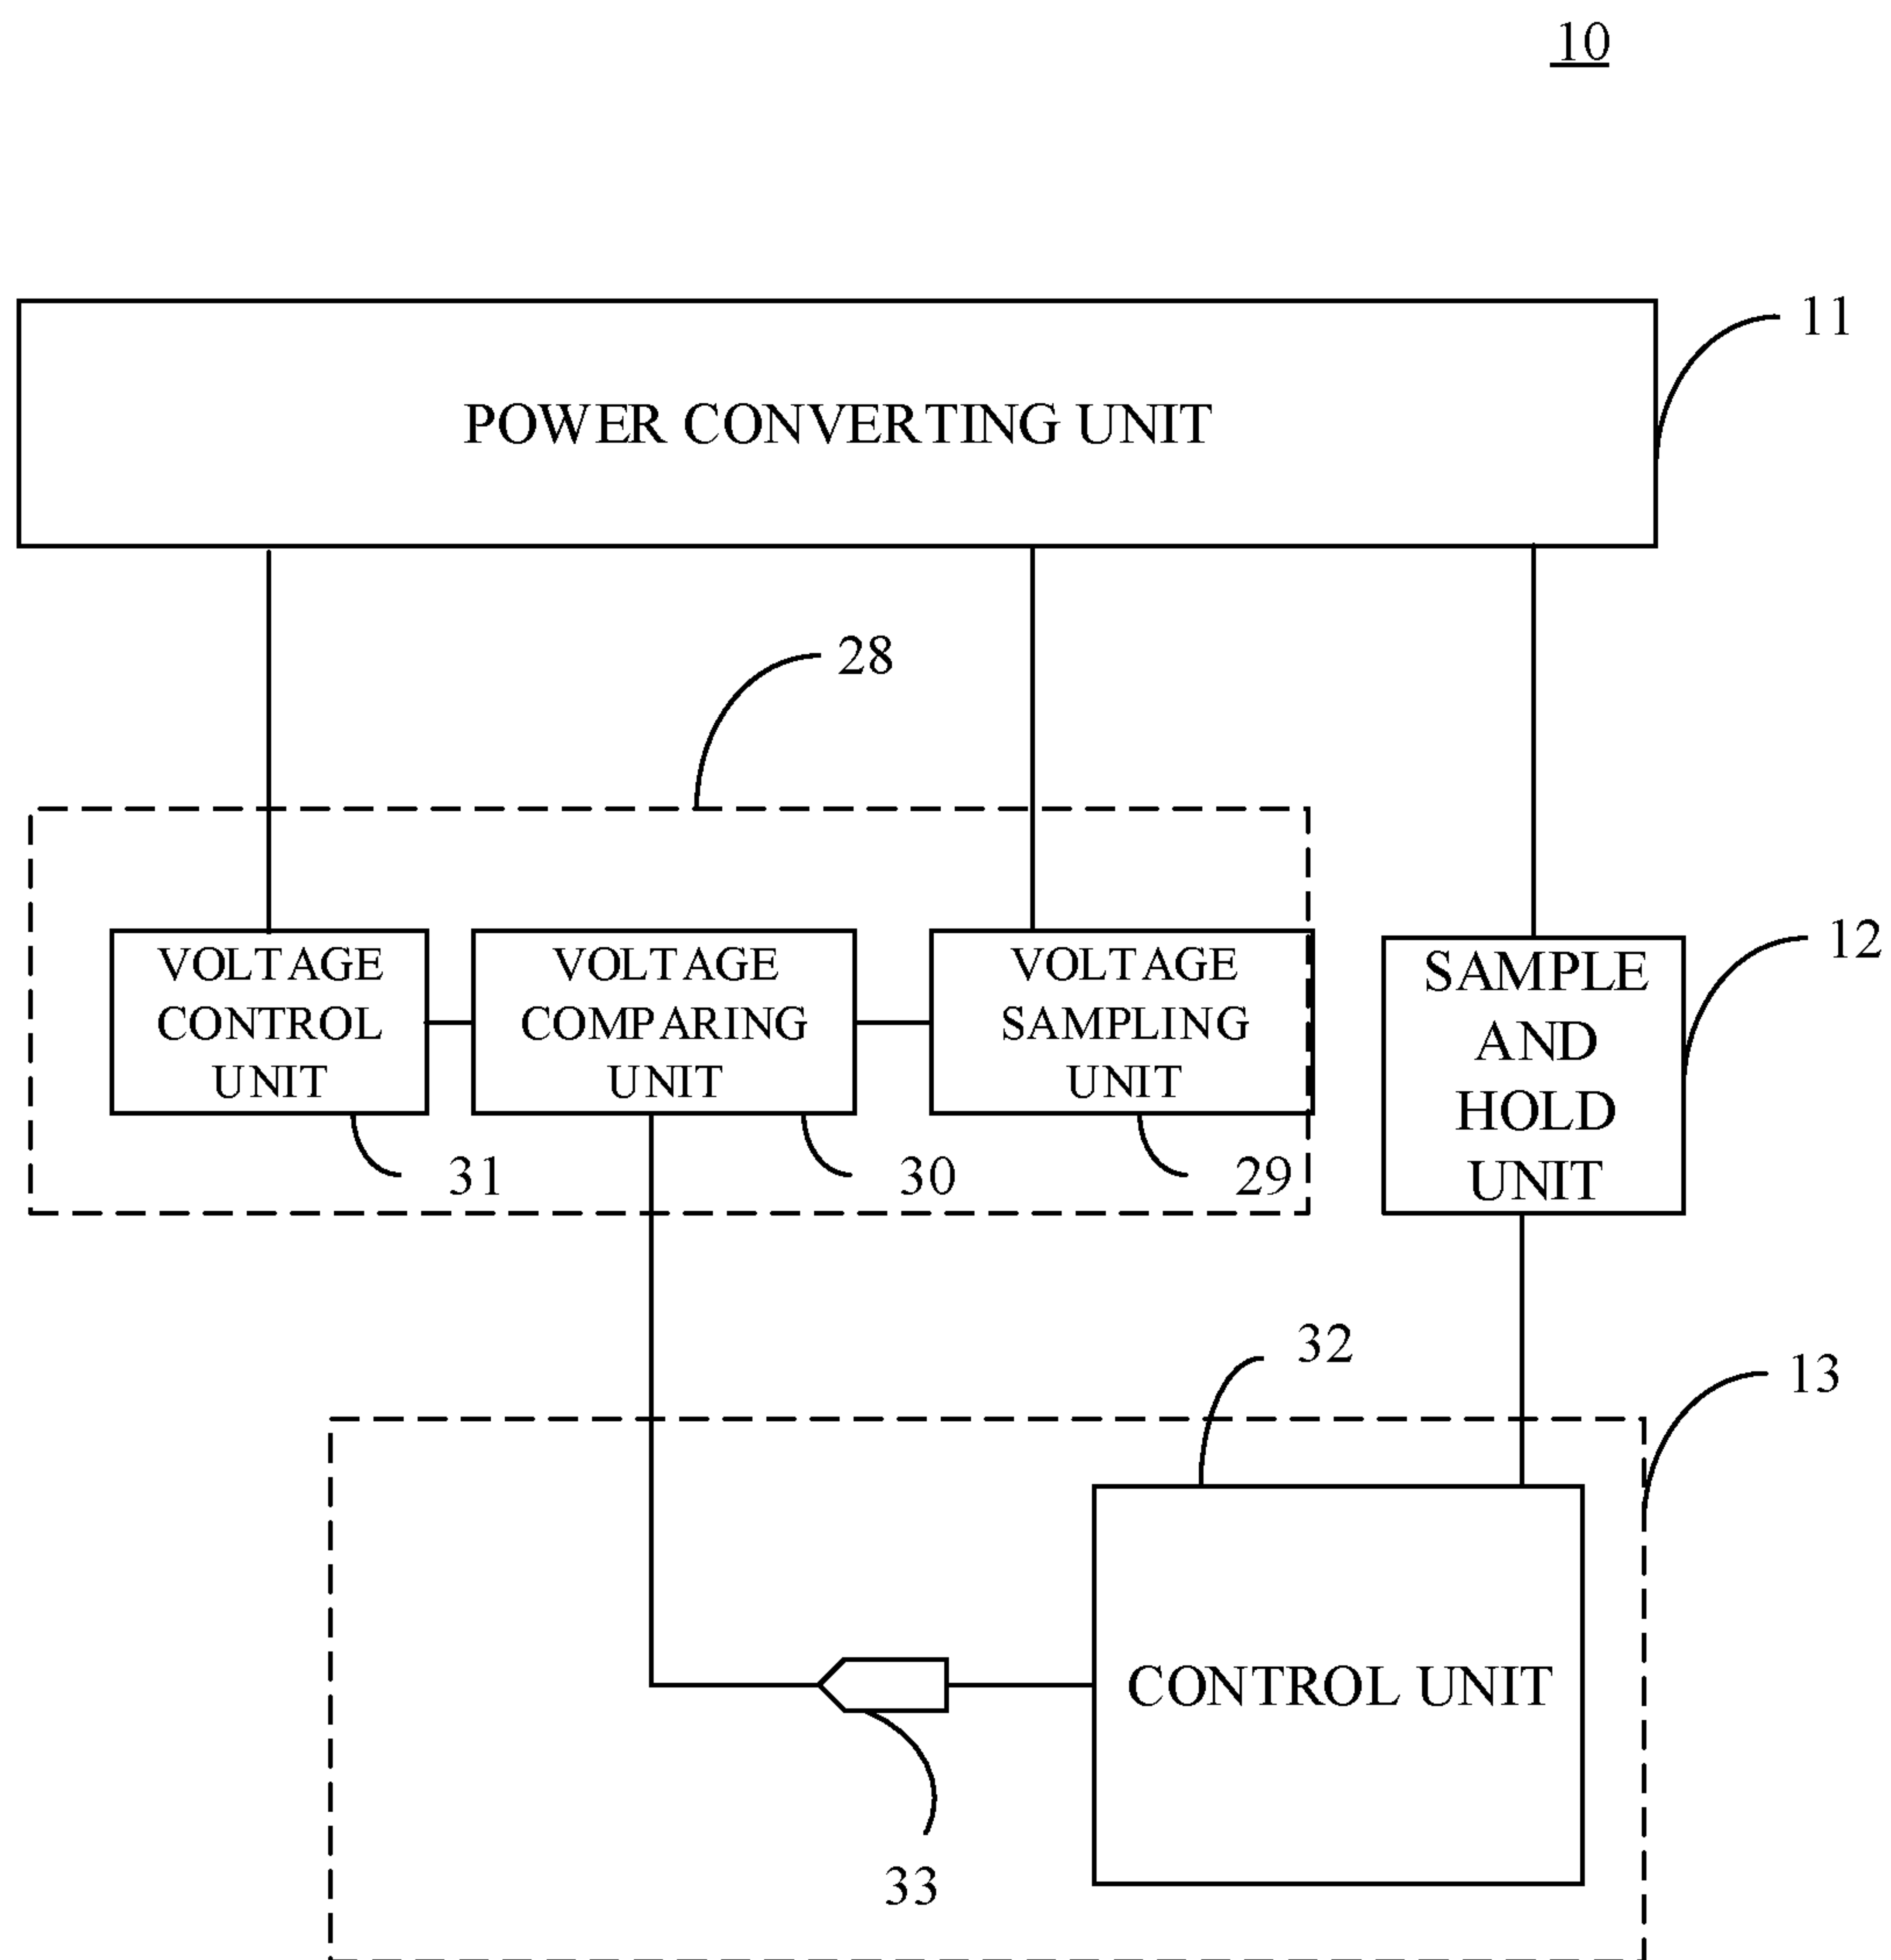 10
POWER CONVERTING UNIT
11
28
VOLTAGE
CONTROL
UNIT
31
VOLTAGE
COMPARING
UNIT
30
VOLTAGE
SAMPLING
UNIT
29
SAMPLE
AND
HOLD
UNIT
12
32
13
CONTROL UNIT
33